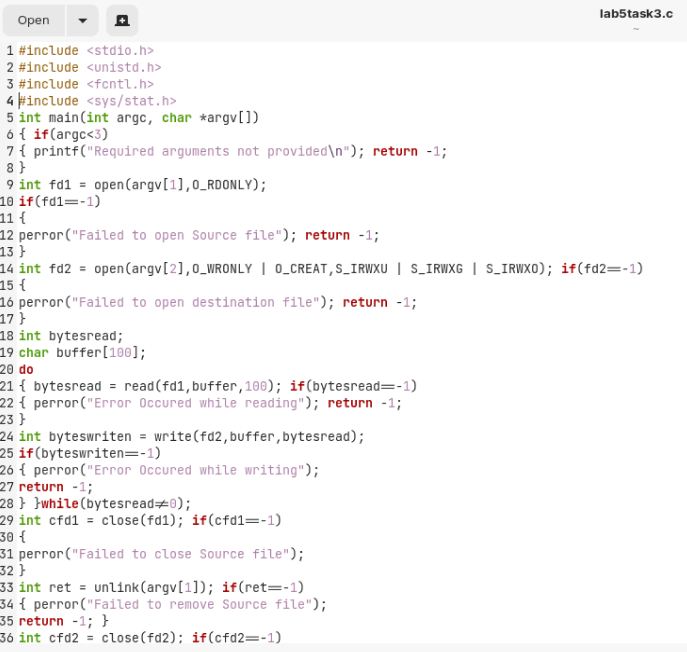 Open
lab5task3.c
~
1 #include <stdio.h>
2 #include <unistd.h>
3 #include <fcntl.h>
4 #include <sys/stat.h>
5 int main(int argc, char *argv[])
6 { if(argc<3)
7 { printf("Required arguments not provided\n"); return -1;
8 }
9 int fd1 = open(argv[1],O_RDONLY);
10 if(fd1==-1)
11 {
12 perror("Failed to open Source file"); return -1;
13 }
14 int fd2 = open(argv[2],O_WRONLY | O_CREAT,S_IRWXU | S_IRWXG | S_IRWXO); if(fd2==-1)
15 {
16 perror("Failed to open destination file"); return -1;
17 }
18 int bytesread;
19 char buffer[100];
20 do
21 { bytesread = read(fd1,buffer,100); if(bytesread==-1)
22 { perror("Error Occured while reading"); return -1;
23 }
24 int byteswriten = write(fd2,buffer,bytesread);
25 if(byteswriten==-1)
26 { perror("Error Occured while writing");
27 return -1;
28 } }while(bytesread!=0);
29 int cfd1 = close(fd1); if(cfd1==-1)
30 {
31 perror("Failed to close Source file");
32 }
33 int ret = unlink(argv[1]); if(ret==-1)
34 { perror("Failed to remove Source file");
35 return -1; }
36 int cfd2 = close(fd2); if(cfd2==-1)